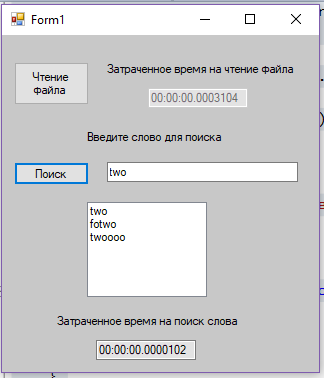 Form1
Чтение
файла
Затраченное время на чтение файла
00:00:00.0003104
Введите слово для поиска
Поиск
two
two
fotwo
twoooo
Затраченное время на поиск слова
00:00:00.0000102